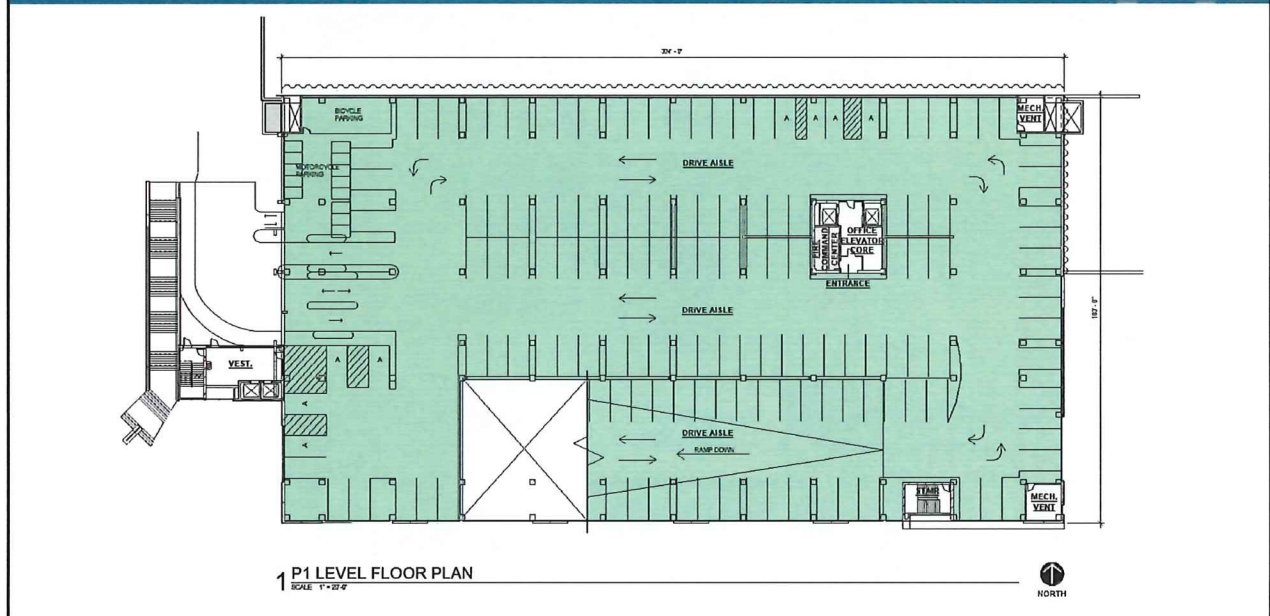 BICYCLE
PARKING
A
A
A
A
MECH.
VENT
MOTORCYCLE
PARKING
DRIVE AISLE
FIRE
COMMAND
CENTER
OFFICE
ELEVATOR
CORE
ENTRANCE
DRIVE AISLE
VEST.
A
A
A
A
DRIVE AISLE
RAMP DOWN
STAIR
MECH.
VENT
1 P1 LEVEL FLOOR PLAN
SCALE
NORTH